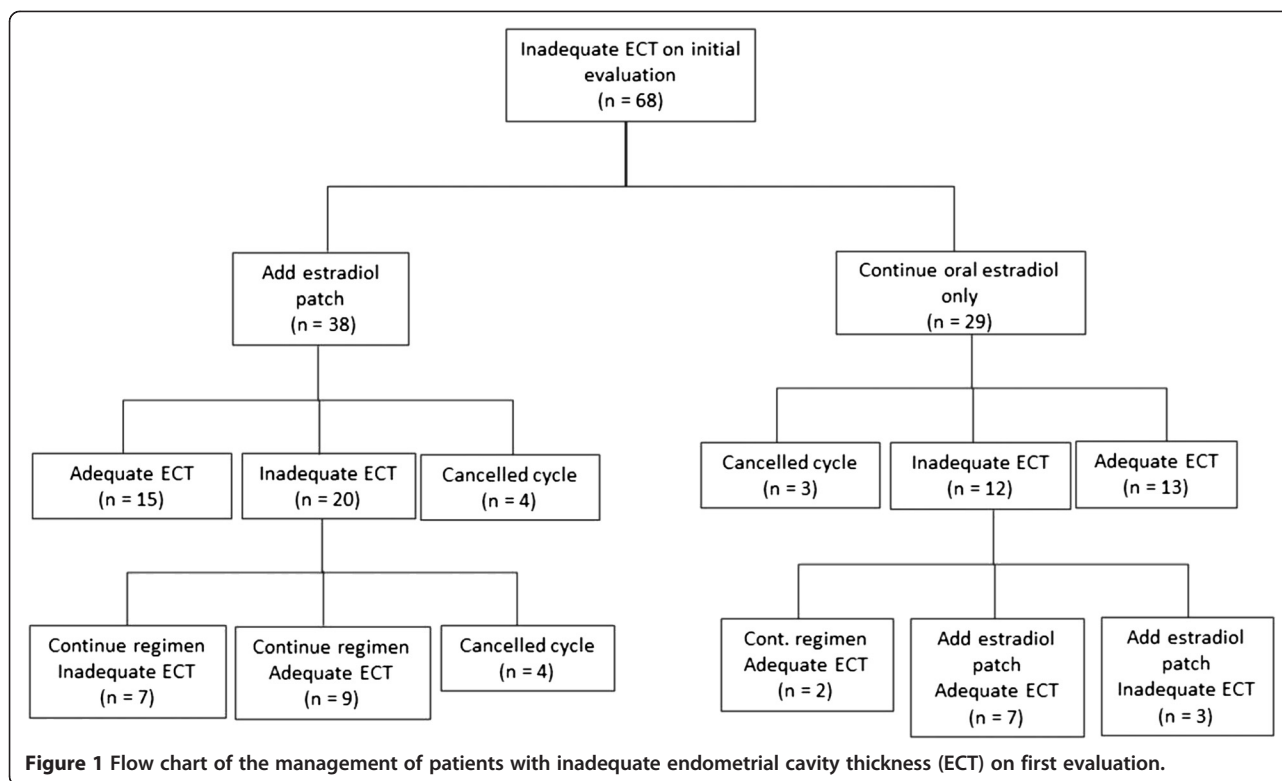 Inadequate ECT on initial
evaluation
(n = 68)
Add estradiol
patch
(n = 38)
Continue oral estradiol
only
(n = 29)
Adequate ECT
(n = 15)
Inadequate ECT
(n = 20)
Cancelled cycle
(n = 4)
Cancelled cycle
(n = 3)
Inadequate ECT
(n = 12)
Adequate ECT
(n = 13)
Continue regimen
Inadequate ECT
(n = 7)
Continue regimen
Adequate ECT
(n = 9)
Cancelled cycle
(n = 4)
Cont. regimen
Adequate ECT
(n = 2)
Add estradiol
patch
Adequate ECT
(n = 7)
Add estradiol
patch
Inadequate ECT
(n = 3)
Figure 1 Flow chart of the management of patients with inadequate endometrial cavity thickness (ECT) on first evaluation.